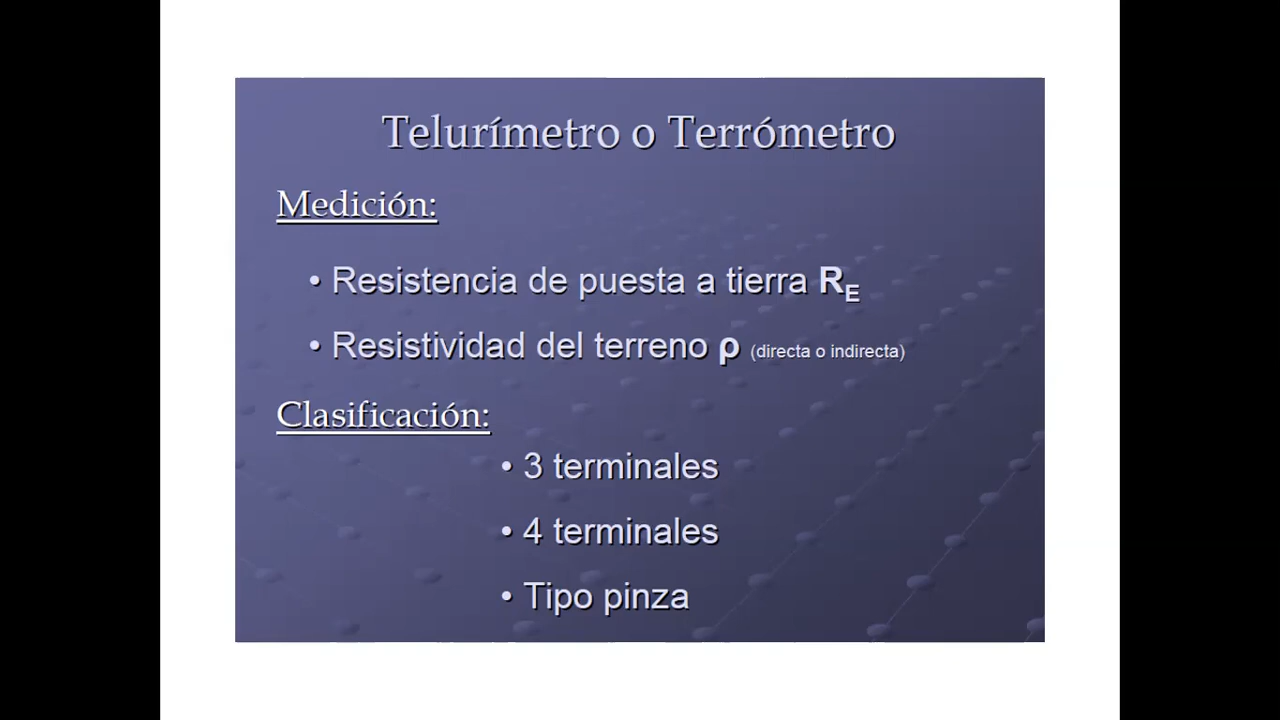 Telurímetro o Terrómetro
Medición:
• Resistencia de puesta a tierra RE
• Resistividad del terreno ρ (directa o indirecta)
Clasificación:
• 3 terminales
• 4 terminales
• Tipo pinza